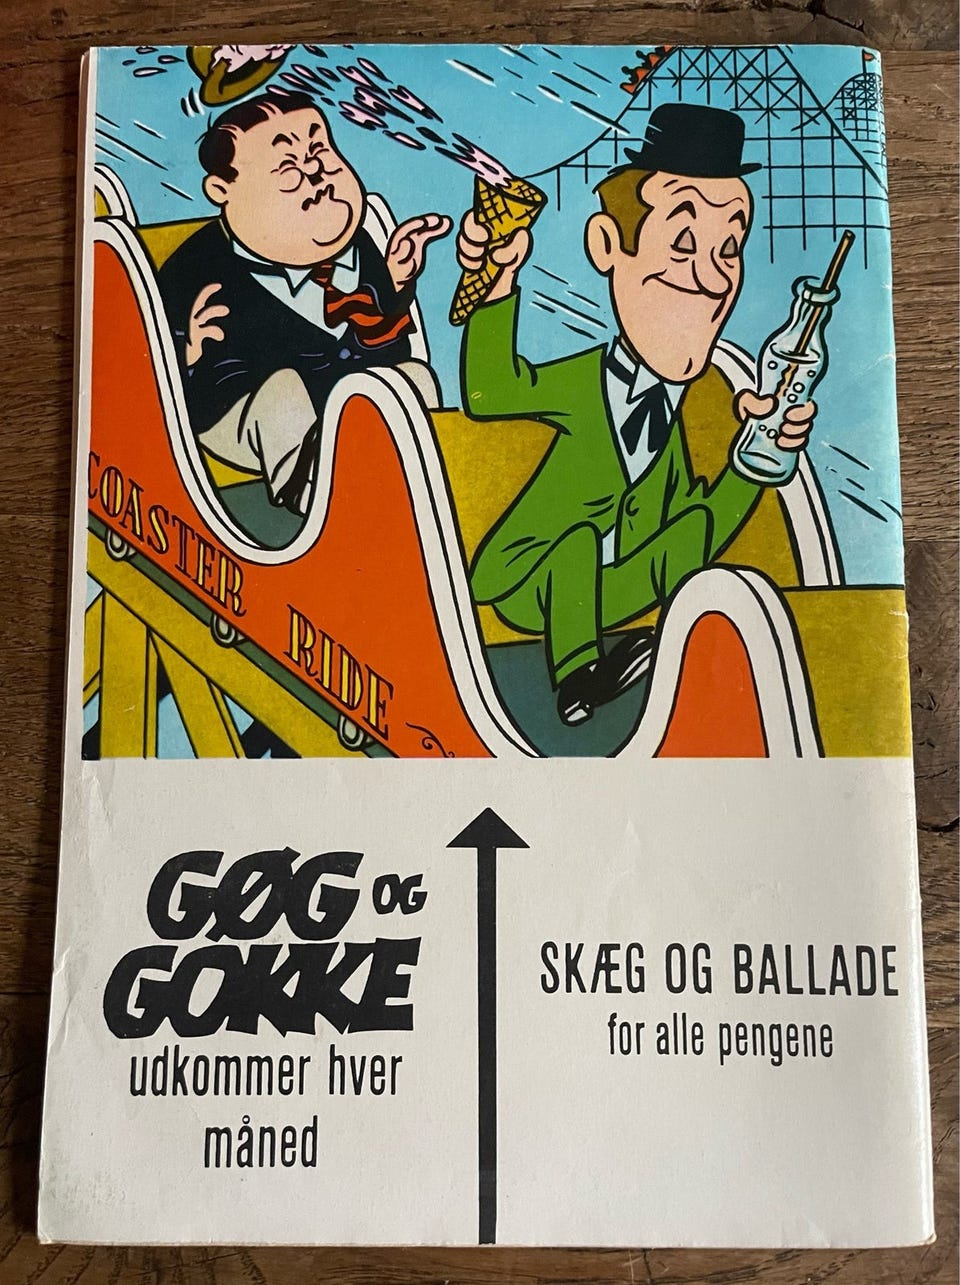 COASTER RIDE
GØG OG
GOKKE
udkommer hver
måned
SKÆG OG BALLADE
for alle pengene